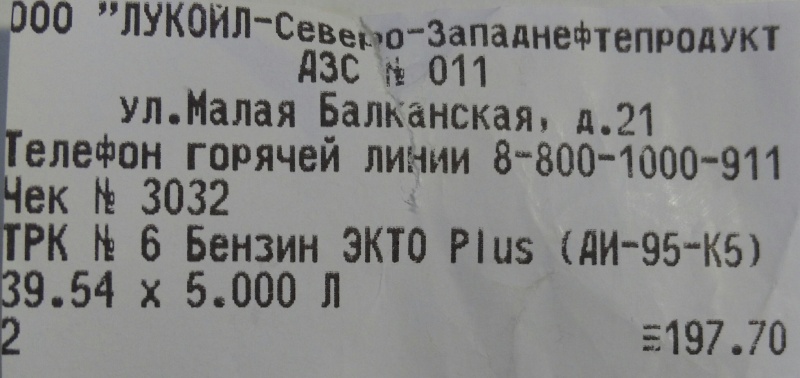 ООО "ЛУКОЙЛ-Северо-Западнефтепродукт
АЗС № 011
ул.Малая Балканская, д.21
Телефон горячей линии 8-800-1000-911
Чек № 3032
ТРК № 6 Бензин ЭКТО Plus (АИ-95-К5)
39.54 x 5.000 Л
2 ≡197.70